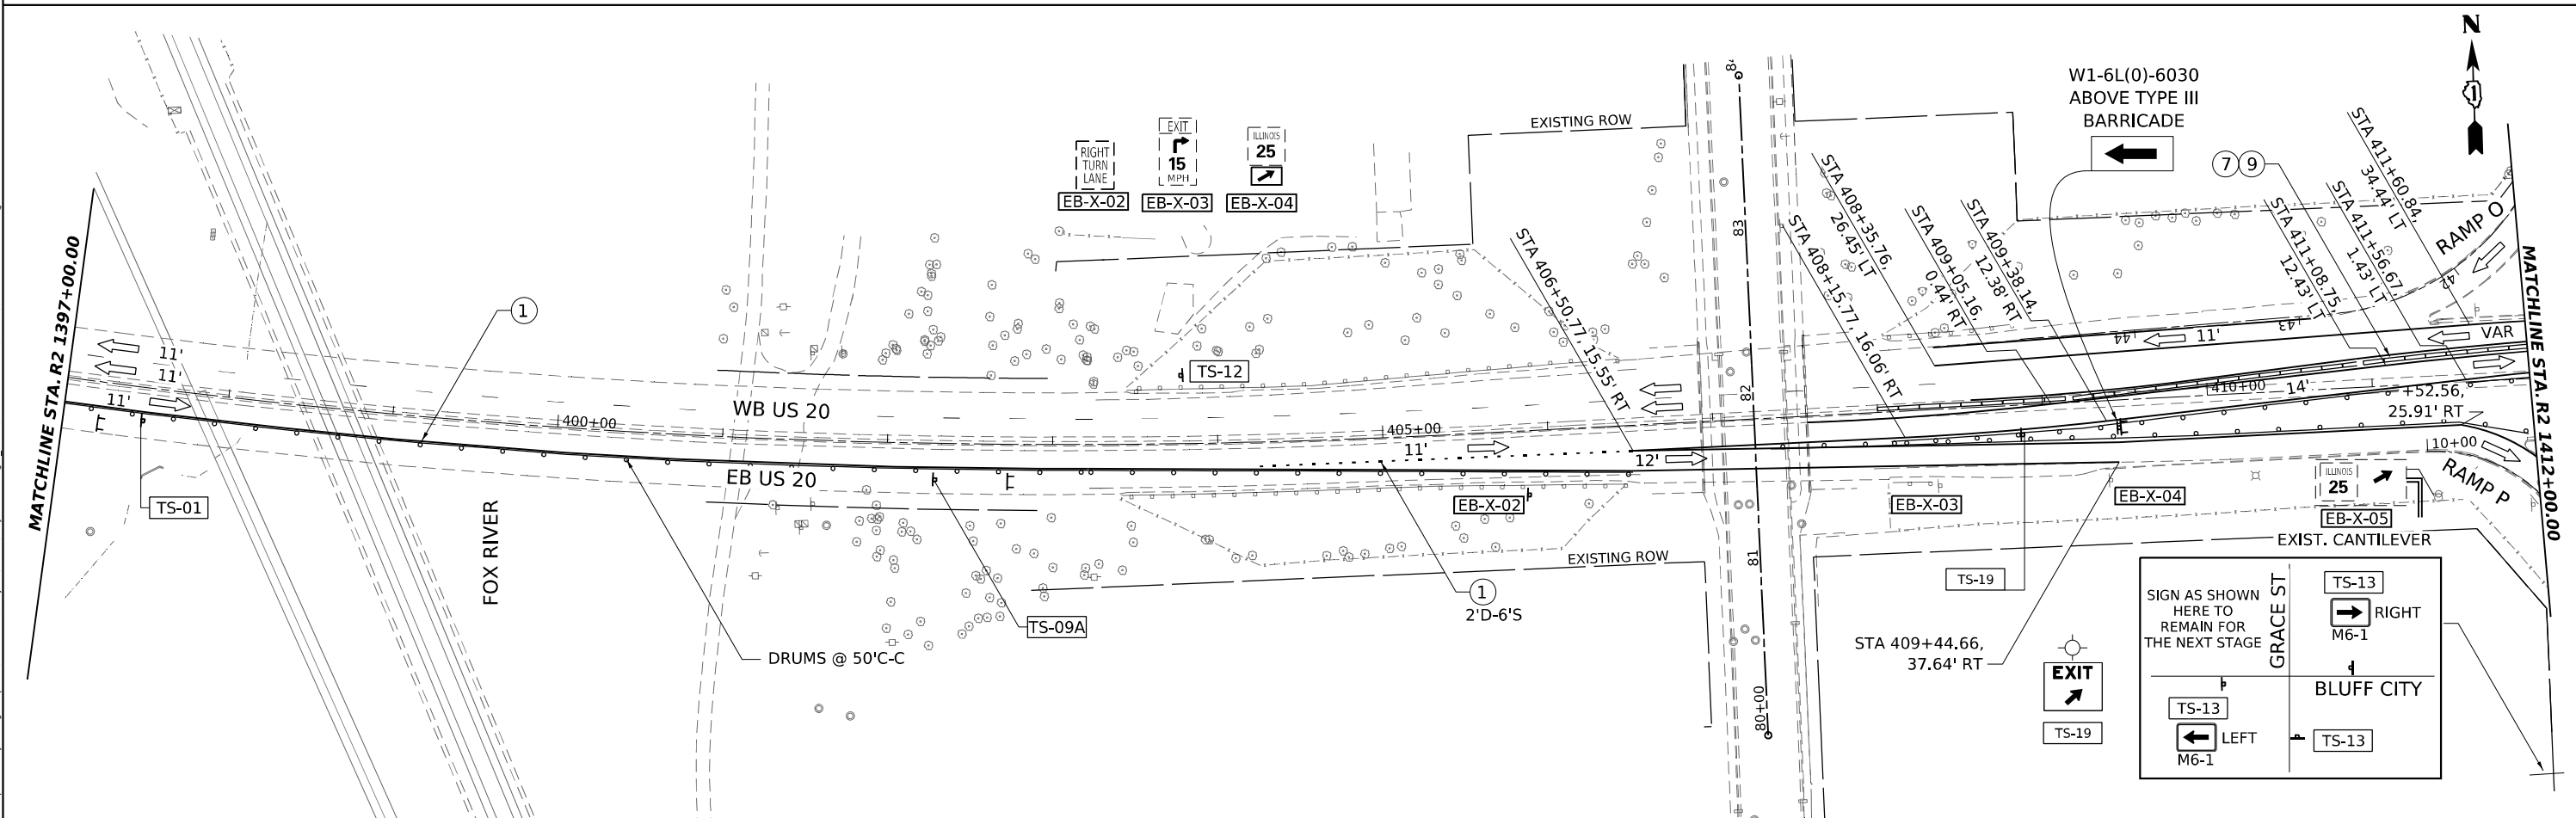 N
1
W1-6L(0)-6030
ABOVE TYPE III
BARRICADE
7 9
EXISTING ROW
RIGHT
TURN
LANE
EB-X-02
EXIT
15
MPH
EB-X-03
ILLINOIS
25
EB-X-04
MATCHLINE STA. R2 1397+00.00
11'
11'
11'
1
TS-01
FOX RIVER
400+00
WB US 20
EB US 20
TS-12
405+00
11'
12'
TS-09A
DRUMS @ 50'C-C
1
2'D-6'S
EB-X-02
EXISTING ROW
STA 406+50.77, 15.55' RT
83
82
81
80+00
STA 408+35.76,
26.45' LT
STA 408+15.77, 16.06' RT
STA 409+05.16,
0.44' RT
STA 409+38.14,
12.38' RT
STA 411+08.75,
12.43' LT
STA 411+56.67,
1.43' LT
STA 411+60.84,
34.44' LT
RAMP O
42
43
44
11'
VAR
410+00
14'
+52.56,
25.91' RT
10+00
RAMP P
MATCHLINE STA. R2 1412+00.00
EB-X-03
EB-X-04
ILLINOIS
25
EB-X-05
EXIST. CANTILEVER
TS-19
STA 409+44.66,
37.64' RT
EXIT
TS-19
SIGN AS SHOWN
HERE TO
REMAIN FOR
THE NEXT STAGE
GRACE ST
TS-13
RIGHT
M6-1
BLUFF CITY
TS-13
LEFT
M6-1
TS-13